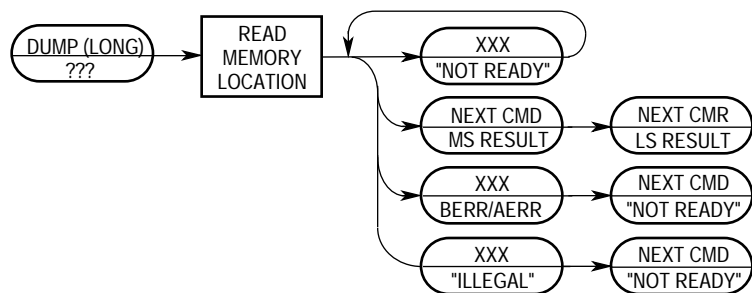 DUMP (LONG)
???
READ
MEMORY
LOCATION
XXX
"NOT READY"
NEXT CMD
MS RESULT
NEXT CMR
LS RESULT
XXX
BERR/AERR
NEXT CMD
"NOT READY"
XXX
"ILLEGAL"
NEXT CMD
"NOT READY"